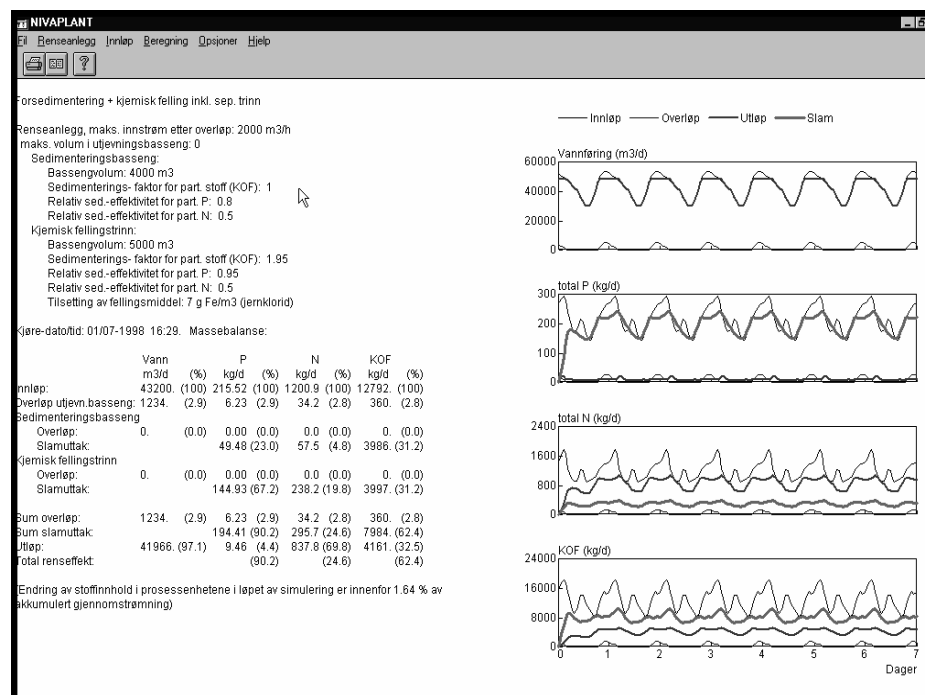 NIVAPLANT
Fil Renseanlegg Innløp Beregning Opsjoner Hjelp
Forsedimentering + kjemisk felling inkl. sep. trinn
Renseanlegg, maks. innstrøm etter overløp: 2000 m3/h
maks. volum i utjevningsbasseng: 0
Sedimenteringsbasseng:
Bassengvolum: 4000 m3
Sedimenterings- faktor for part. stoff (KOF): 1
Relativ sed.-effektivitet for part. P: 0.8
Relativ sed.-effektivitet for part. N: 0.5
Kjemisk fellingstrinn:
Bassengvolum: 5000 m3
Sedimenterings- faktor for part. stoff (KOF): 1.95
Relativ sed.-effektivitet for part. P: 0.95
Relativ sed.-effektivitet for part. N: 0.5
Tilsetting av fellingsmiddel: 7 g Fe/m3 (jernklorid)
Kjøre-dato/tid: 01/07-1998 16:29. Massebalanse:
Vann P N KOF
m3/d (%) kg/d (%) kg/d (%) kg/d (%)
Innløp: 43200. (100) 215.52 (100) 1200.9 (100) 12792. (100)
Overløp utjevn.basseng: 1234. (2.9) 6.23 (2.9) 34.2 (2.8) 360. (2.8)
Sedimenteringsbasseng
Overløp: 0. (0.0) 0.00 (0.0) 0.0 (0.0) 0. (0.0)
Slamuttak: 49.48 (23.0) 57.5 (4.8) 3986. (31.2)
Kjemisk fellingstrinn
Overløp: 0. (0.0) 0.00 (0.0) 0.0 (0.0) 0. (0.0)
Slamuttak: 144.93 (67.2) 238.2 (19.8) 3997. (31.2)
Sum overløp: 1234. (2.9) 6.23 (2.9) 34.2 (2.8) 360. (2.8)
Sum slamuttak: 194.41 (90.2) 295.7 (24.6) 7984. (62.4)
Utløp: 41966. (97.1) 9.46 (4.4) 837.8 (69.8) 4161. (32.5)
Total renseffekt: (90.2) (24.6) (62.4)
(Endring av stoffinnhold i prosessenhetene i løpet av simulering er innenfor 1.64 % av
akkumulert gjennomstrømning)
Innløp Overløp Utløp Slam
Vannføring (m3/d)
60000
40000
20000
0
total P (kg/d)
300
200
100
0
total N (kg/d)
2400
1600
800
0
KOF (kg/d)
24000
16000
8000
0
0 1 2 3 4 5 6 7
Dager